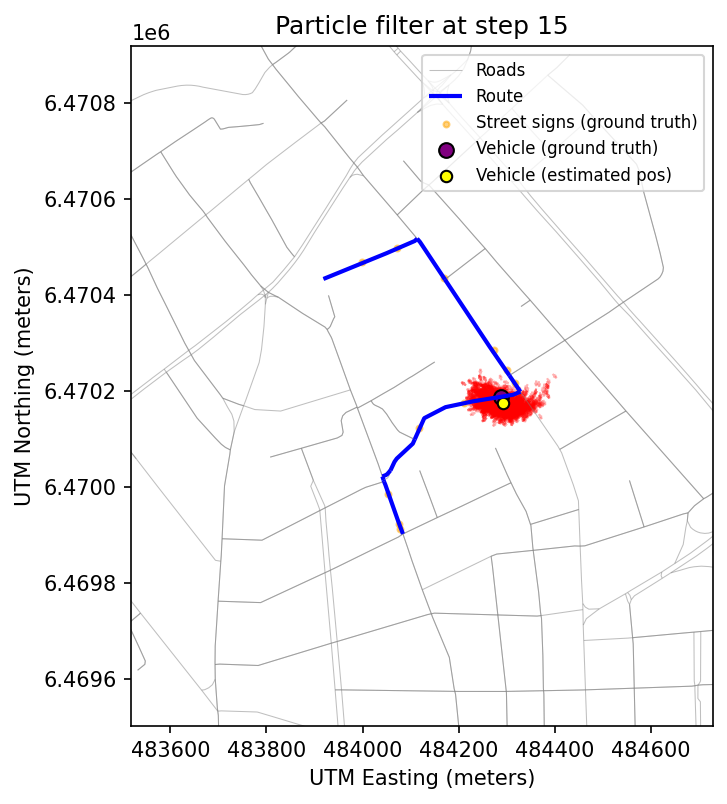 Particle filter at step 15
1e6
Roads
Route
Street signs (ground truth)
Vehicle (ground truth)
Vehicle (estimated pos)
6.4708
6.4706
6.4704
6.4702
6.4700
6.4698
6.4696
UTM Northing (meters)
483600 483800 484000 484200 484400 484600
UTM Easting (meters)